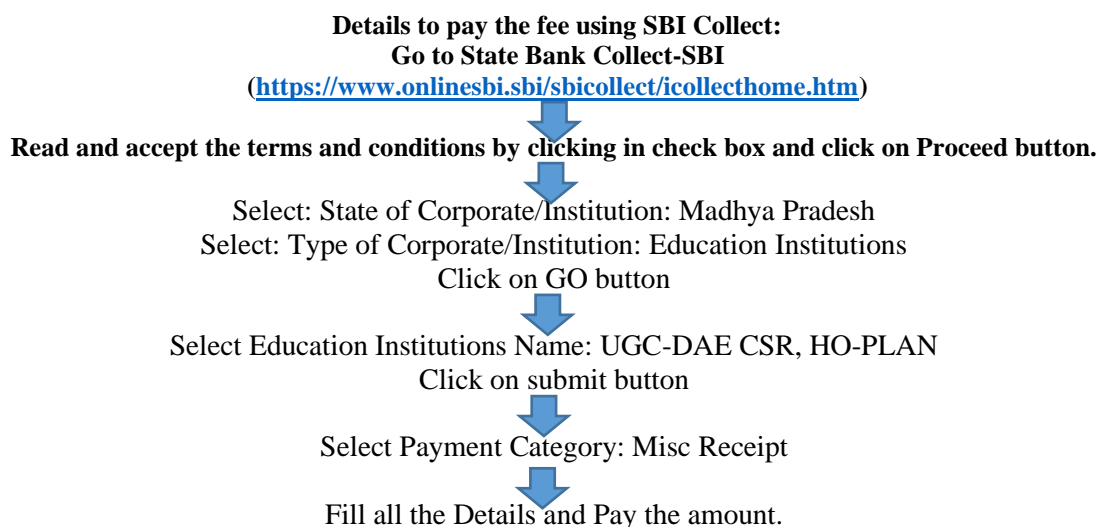 Details to pay the fee using SBI Collect:
Go to State Bank Collect-SBI
(https://www.onlinesbi.sbi/sbicollect/icollecthome.htm)
Read and accept the terms and conditions by clicking in check box and click on Proceed button.
Select: State of Corporate/Institution: Madhya Pradesh
Select: Type of Corporate/Institution: Education Institutions
Click on GO button
Select Education Institutions Name: UGC-DAE CSR, HO-PLAN
Click on submit button
Select Payment Category: Misc Receipt
Fill all the Details and Pay the amount.